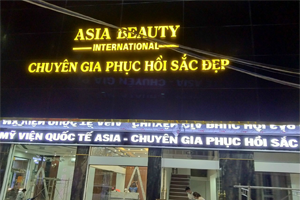 ASIA BEAUTY
INTERNATIONAL
CHUYÊN GIA PHỤC HỒI SẮC ĐẸP
MỸ VIỆN QUỐC TẾ ASIA - CHUYÊN GIA PHỤC HỒI SẮC